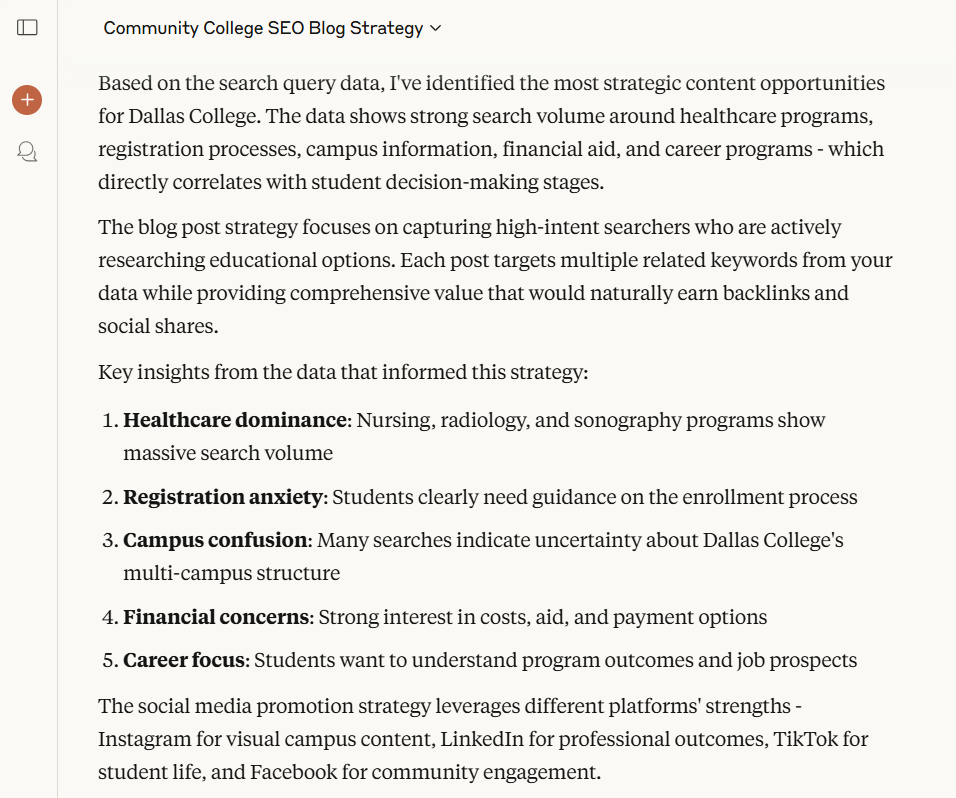 Community College SEO Blog Strategy
Based on the search query data, I've identified the most strategic content opportunities
for Dallas College. The data shows strong search volume around healthcare programs,
registration processes, campus information, financial aid, and career programs - which
directly correlates with student decision-making stages.
The blog post strategy focuses on capturing high-intent searchers who are actively
researching educational options. Each post targets multiple related keywords from your
data while providing comprehensive value that would naturally earn backlinks and
social shares.
Key insights from the data that informed this strategy:
1. Healthcare dominance: Nursing, radiology, and sonography programs show
massive search volume
2. Registration anxiety: Students clearly need guidance on the enrollment process
3. Campus confusion: Many searches indicate uncertainty about Dallas College's
multi-campus structure
4. Financial concerns: Strong interest in costs, aid, and payment options
5. Career focus: Students want to understand program outcomes and job prospects
The social media promotion strategy leverages different platforms' strengths -
Instagram for visual campus content, LinkedIn for professional outcomes, TikTok for
student life, and Facebook for community engagement.